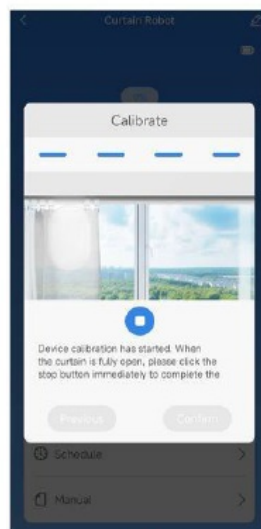 Curtain Robot
Calibrate
Device calibration has started. When
the curtain is fully open, please click the
stop button immediately to complete the
Previous
Confirm
Schedule
Manual